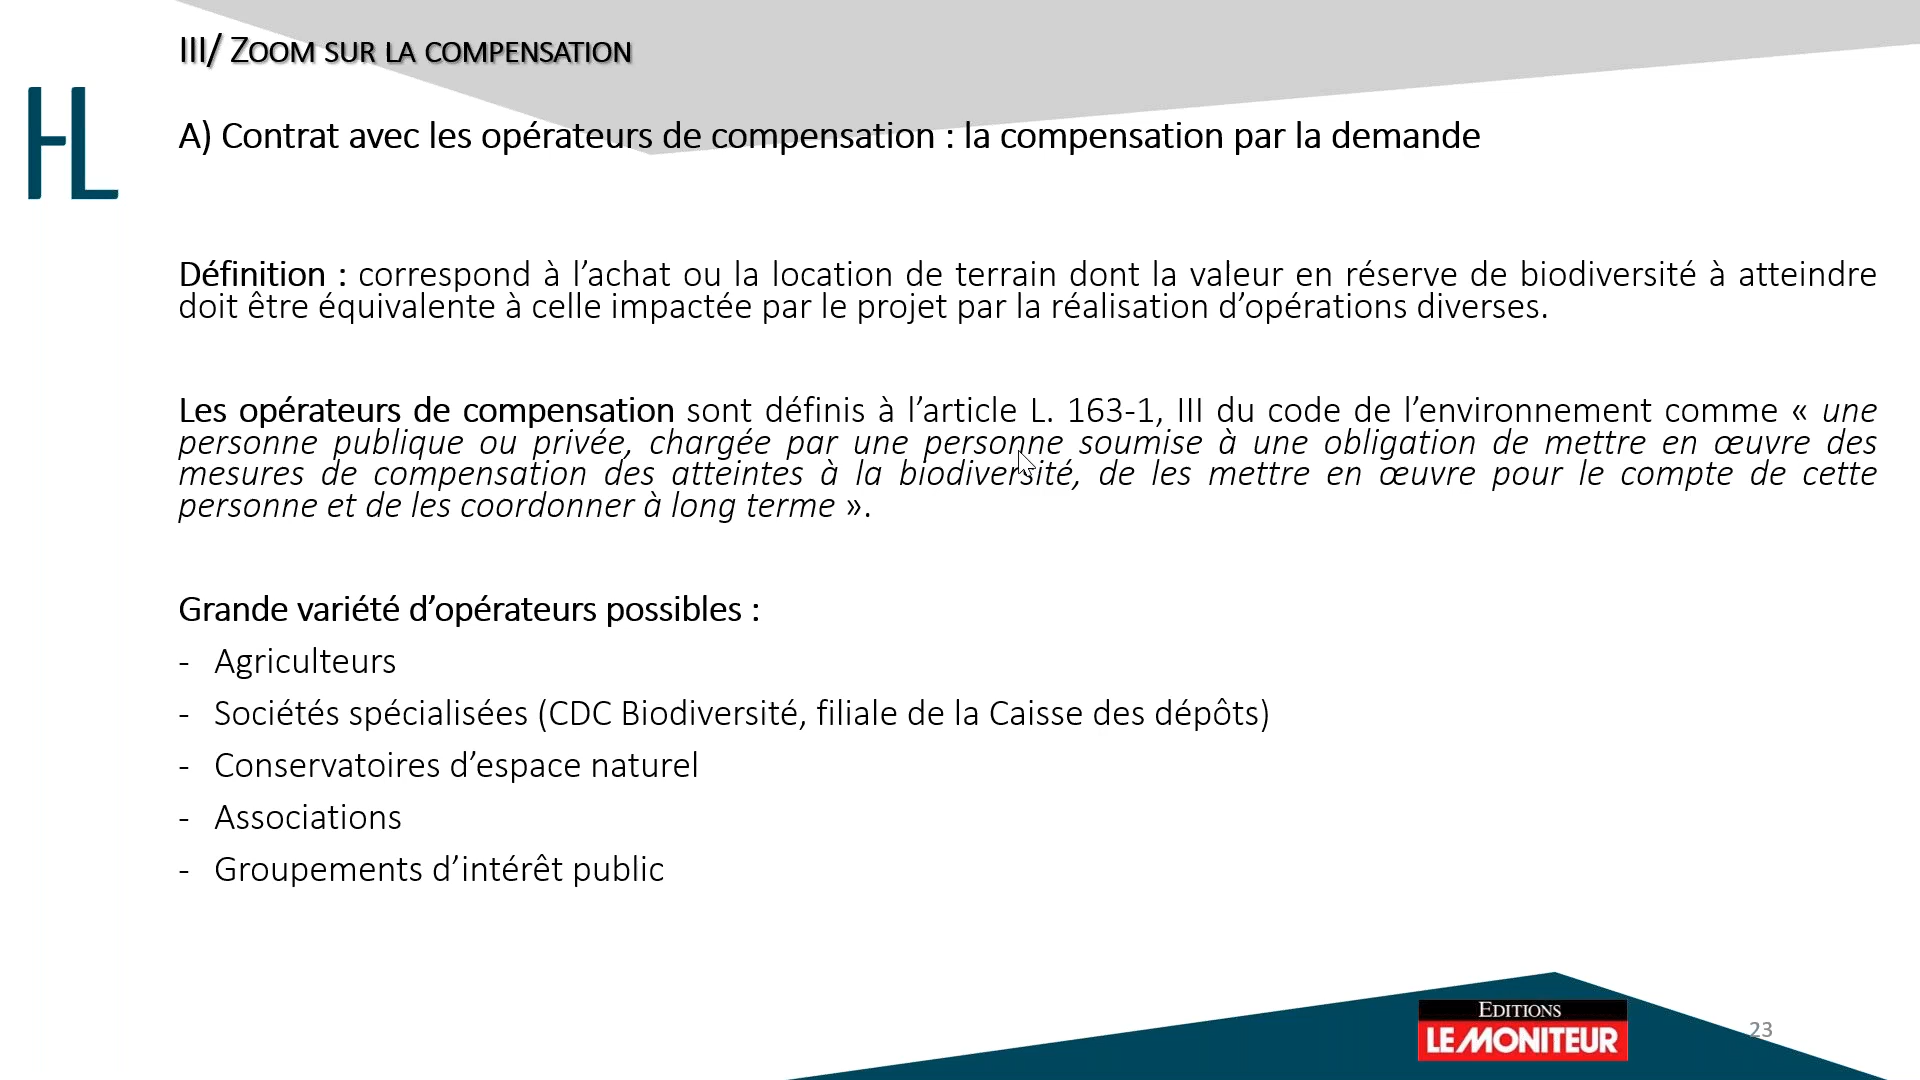 III/ ZOOM SUR LA COMPENSATION
HL
A) Contrat avec les opérateurs de compensation : la compensation par la demande
Définition : correspond à l’achat ou la location de terrain dont la valeur en réserve de biodiversité à atteindre
doit être équivalente à celle impactée par le projet par la réalisation d’opérations diverses.
Les opérateurs de compensation sont définis à l’article L. 163-1, III du code de l’environnement comme « une
personne publique ou privée, chargée par une personne soumise à une obligation de mettre en œuvre des
mesures de compensation des atteintes à la biodiversité, de les mettre en œuvre pour le compte de cette
personne et de les coordonner à long terme ».
Grande variété d’opérateurs possibles :
- Agriculteurs
- Sociétés spécialisées (CDC Biodiversité, filiale de la Caisse des dépôts)
- Conservatoires d’espace naturel
- Associations
- Groupements d’intérêt public
EDITIONS
LE MONITEUR
23